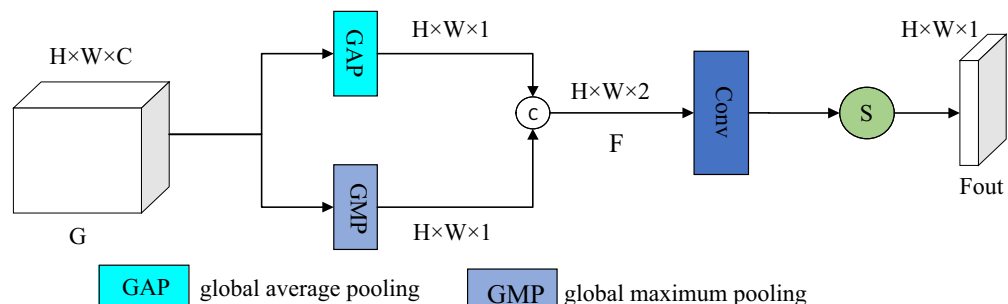 H×W×C
G
GAP
H×W×1
GMP
H×W×1
C
H×W×2
F
Conv
S
H×W×1
Fout
GAP global average pooling
GMP global maximum pooling